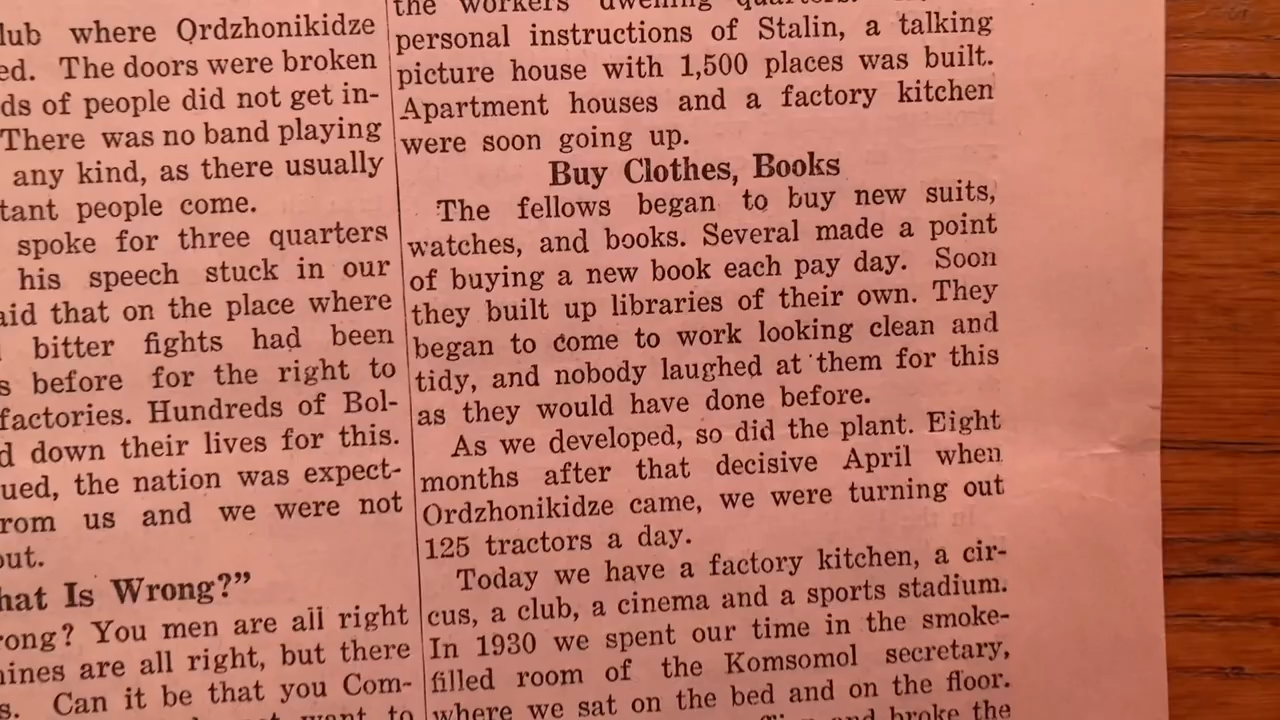 lub where Ordzhonikidze
ed. The doors were broken
ds of people did not get in-
There was no band playing
any kind, as there usually
tant people come.
spoke for three quarters
his speech stuck in our
aid that on the place where
bitter fights had been
s before for the right to
factories. Hundreds of Bol-
d down their lives for this.
ued, the nation was expect-
rom us and we were not
out.
hat Is Wrong?"
rong? You men are all right
hines are all right, but there
s. Can it be that you Com-
want to
the workers dwelling quarters.
personal instructions of Stalin, a talking
picture house with 1,500 places was built.
Apartment houses and a factory kitchen
were soon going up.
Buy Clothes, Books
The fellows began to buy new suits,
watches, and books. Several made a point
of buying a new book each pay day. Soon
they built up libraries of their own. They
began to come to work looking clean and
tidy, and nobody laughed at them for this
as they would have done before.
As we developed, so did the plant. Eight
months after that decisive April when
Ordzhonikidze came, we were turning out
125 tractors a day.
Today we have a factory kitchen, a cir-
cus, a club, a cinema and a sports stadium.
In 1930 we spent our time in the smoke-
filled room of the Komsomol secretary,
where we sat on the bed and on the floor.
and broke the